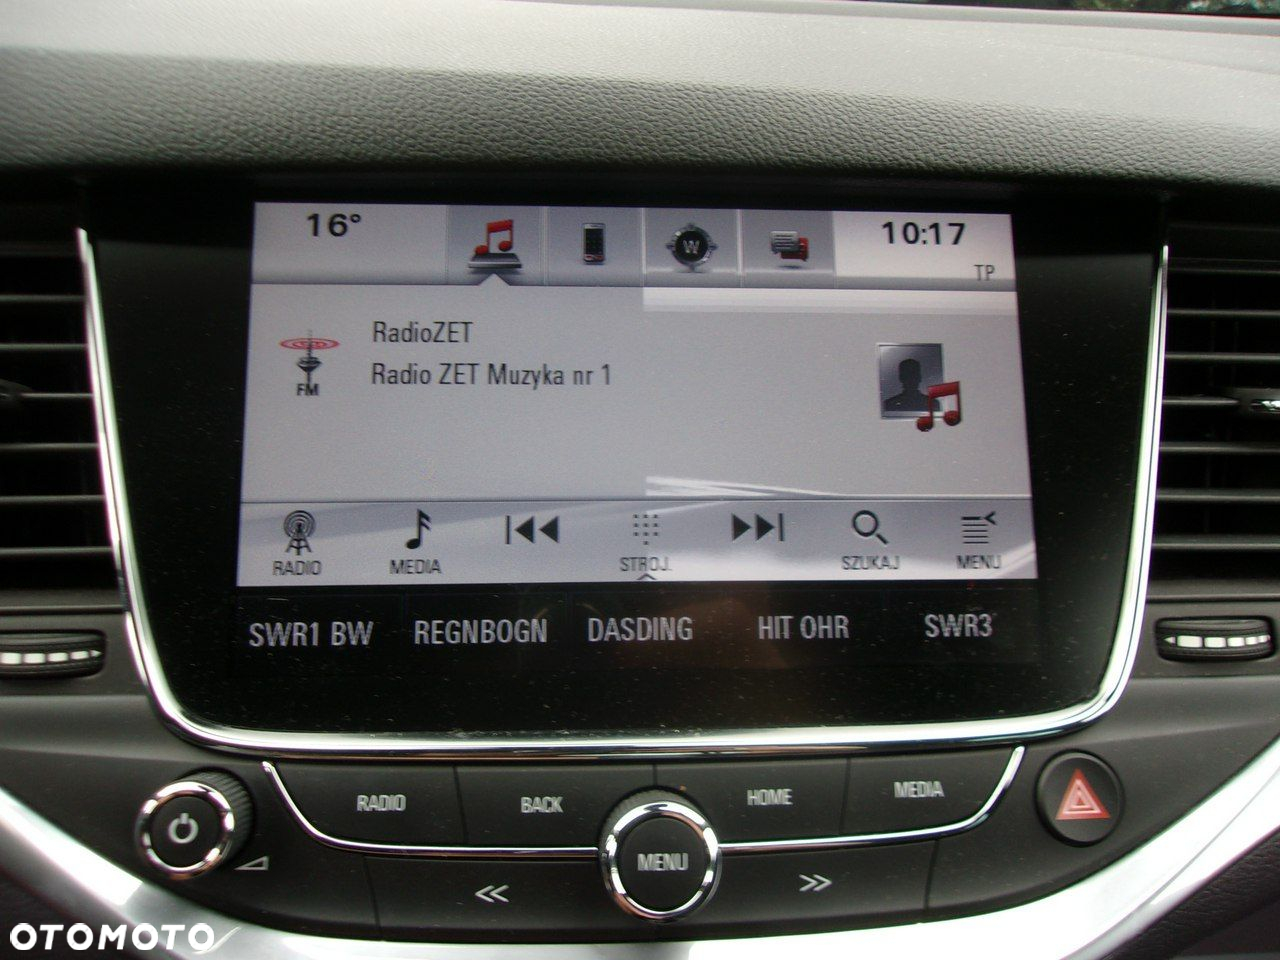 16°
W
10:17
TP
RadioZET
Radio ZET Muzyka nr 1
FM
RADIO
MEDIA
STROJ.
SZUKAJ
MENU
SWR1 BW
REGNBOGN
DASDING
HIT OHR
SWR3
RADIO
BACK
HOME
MEDIA
MENU
OTOMOTO